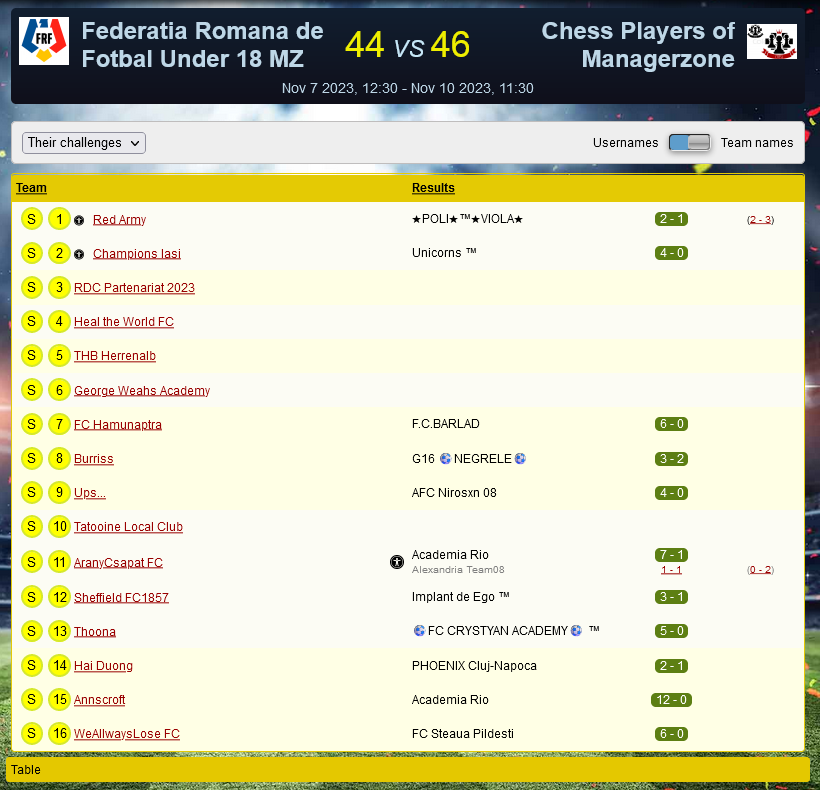 FRF
Federatia Romana de
Fotbal Under 18 MZ
44 VS 46
Chess Players of
Managerzone
Nov 7 2023, 12:30 - Nov 10 2023, 11:30
Their challenges
Usernames
Team names
Team Results
S 1 Red Army ★POLI★™★VIOLA★ 2 - 1 (2 - 3)
S 2 Champions Iasi Unicorns ™ 4 - 0
S 3 RDC Partenariat 2023
S 4 Heal the World FC
S 5 THB Herrenalb
S 6 George Weahs Academy
S 7 FC Hamunaptra F.C.BARLAD 6 - 0
S 8 Burriss G16 ⚽ NEGRELE⚽ 3 - 2
S 9 Ups... AFC Nirosxn 08 4 - 0
S 10 Tatooine Local Club
S 11 AranyCsapat FC Academia Rio 7 - 1
Alexandria Team08 1 - 1 (0 - 2)
S 12 Sheffield FC1857 Implant de Ego ™ 3 - 1
S 13 Thoona ⚽FC CRYSTYAN ACADEMY⚽ ™ 5 - 0
S 14 Hai Duong PHOENIX Cluj-Napoca 2 - 1
S 15 Annscroft Academia Rio 12 - 0
S 16 WeAllwaysLose FC FC Steaua Pildesti 6 - 0
Table